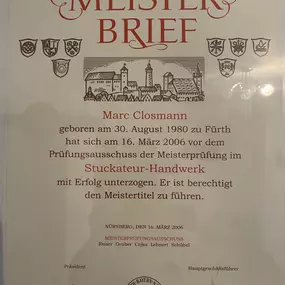 MEISTER
BRIEF
Marc Closmann
geboren am 30. August 1980 zu Fürth
hat sich am 16. März 2006 vor dem
Prüfungsausschuss der Meisterprüfung im
Stuckateur-Handwerk
mit Erfolg unterzogen. Er ist berechtigt
den Meistertitel zu führen.
NÜRNBERG, DEN 16. MÄRZ 2006
MEISTERPRÜFUNGSAUSSCHUSS
Präsident
Hauptgeschäftsführer